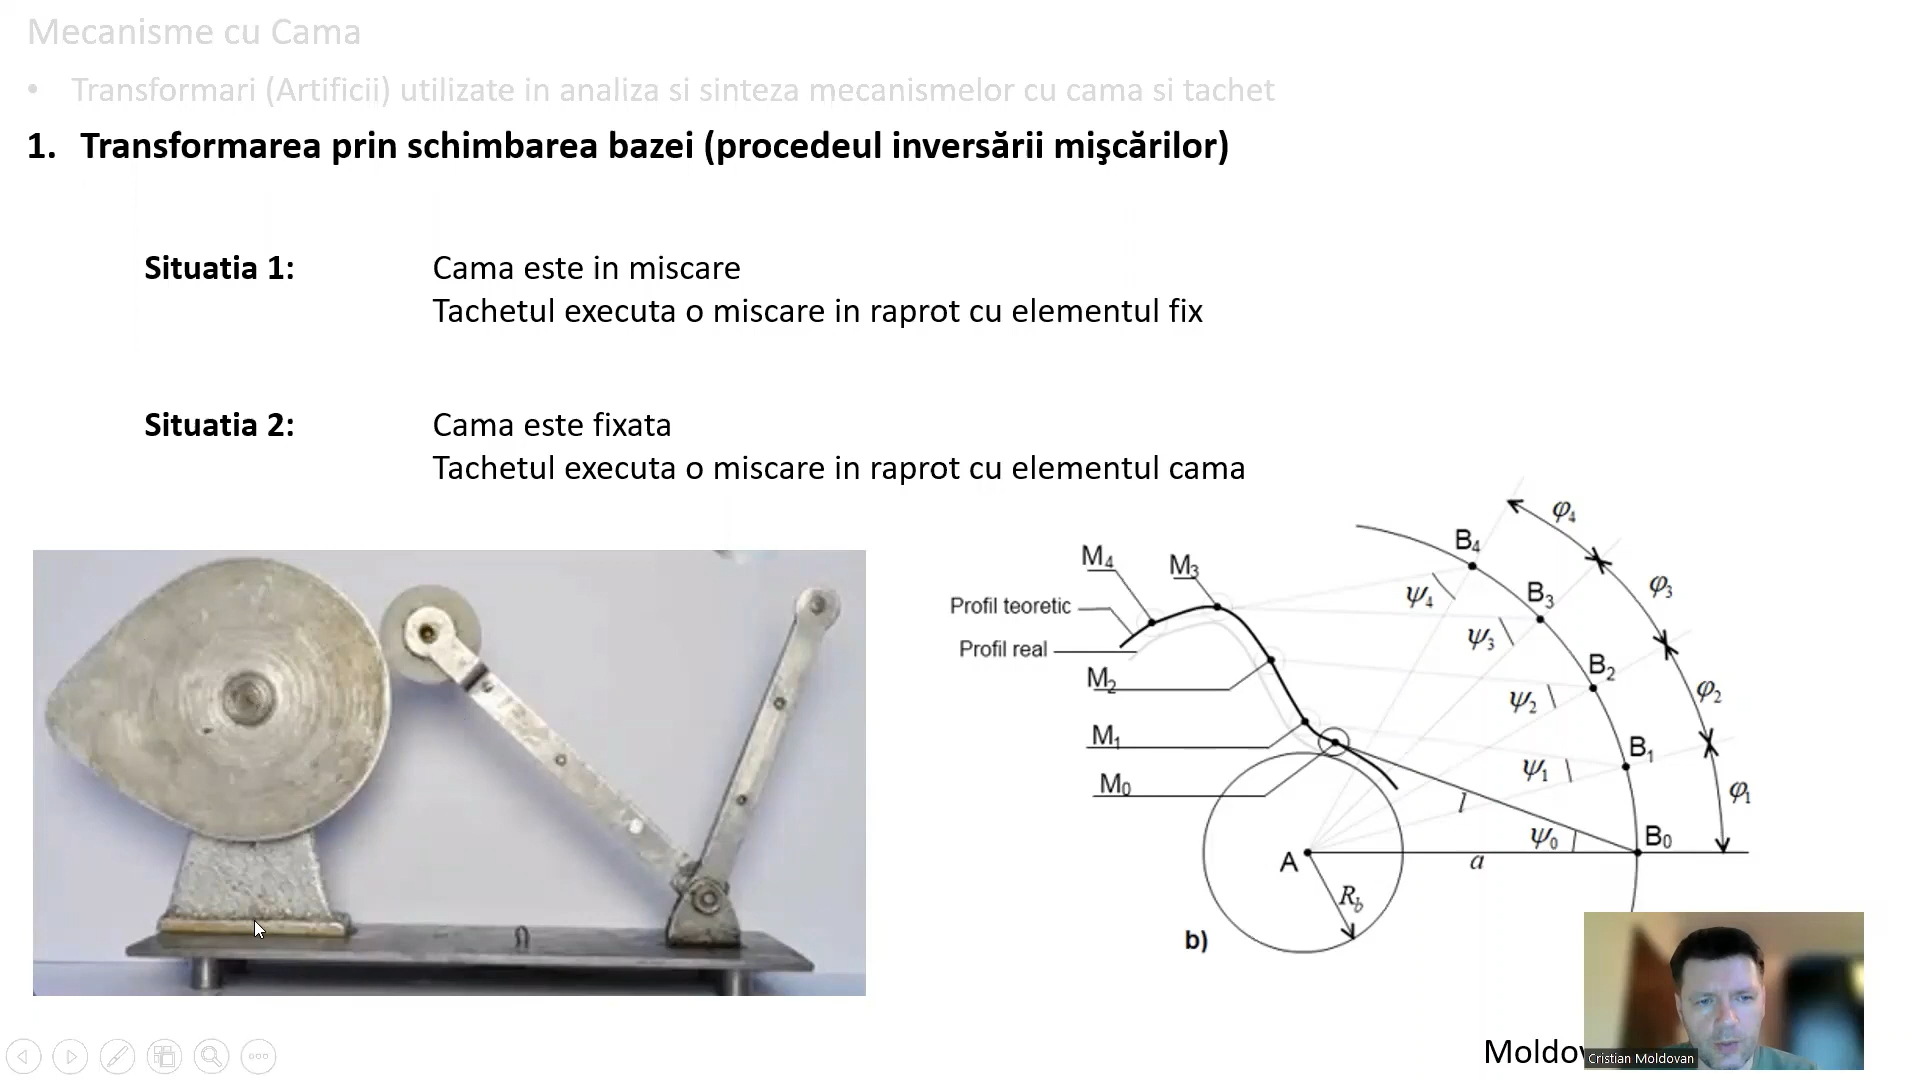 Mecanisme cu Cama
• Transformari (Artificii) utilizate in analiza si sinteza mecanismelor cu cama si tachet
1. Transformarea prin schimbarea bazei (procedeul inversării mişcărilor)
Situatia 1: Cama este in miscare
Tachetul executa o miscare in raprot cu elementul fix
Situatia 2: Cama este fixata
Tachetul executa o miscare in raprot cu elementul cama
φ4
B4
M4
M3
φ3
B3
ψ4
Profil teoretic
ψ3
Profil real
B2
M2
φ2
ψ2
M1
B1
ψ1
M0
φ1
l
ψ0
B0
A
a
Rb
b)
Moldov
Cristian Moldovan